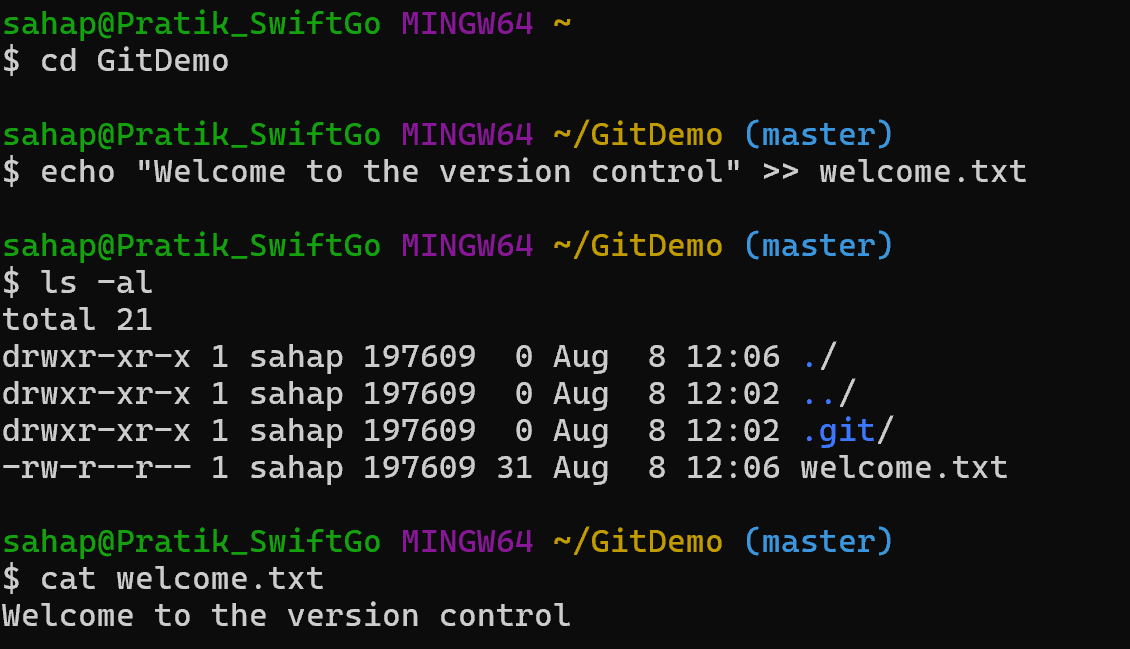 sahap@Pratik_SwiftGo MINGW64 ~
$ cd GitDemo
sahap@Pratik_SwiftGo MINGW64 ~/GitDemo (master)
$ echo "Welcome to the version control" >> welcome.txt
sahap@Pratik_SwiftGo MINGW64 ~/GitDemo (master)
$ ls -al
total 21
drwxr-xr-x 1 sahap 197609  0 Aug  8 12:06 ./
drwxr-xr-x 1 sahap 197609  0 Aug  8 12:02 ../
drwxr-xr-x 1 sahap 197609  0 Aug  8 12:02 .git/
-rw-r--r-- 1 sahap 197609 31 Aug  8 12:06 welcome.txt
sahap@Pratik_SwiftGo MINGW64 ~/GitDemo (master)
$ cat welcome.txt
Welcome to the version control